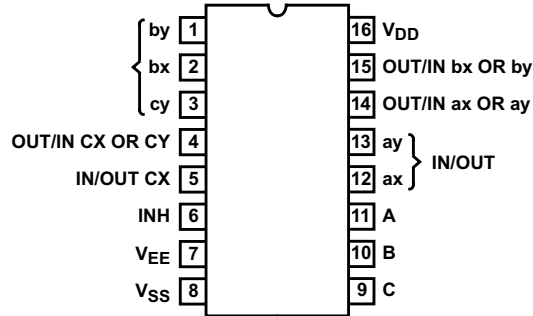 by 1
bx 2
cy 3
OUT/IN CX OR CY 4
IN/OUT CX 5
INH 6
VEE 7
VSS 8
16 VDD
15 OUT/IN bx OR by
14 OUT/IN ax OR ay
13 ay
IN/OUT
12 ax
11 A
10 B
9 C